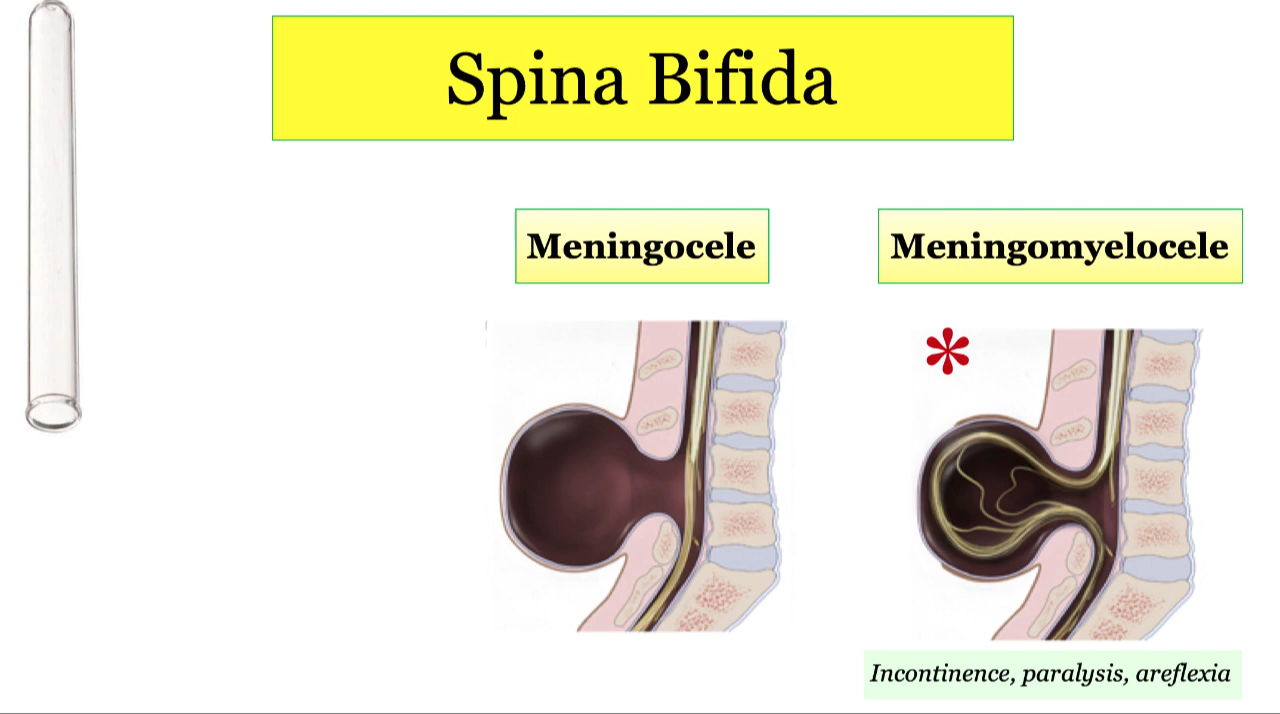 Spina Bifida
Meningocele
Meningomyelocele
*
Incontinence, paralysis, areflexia